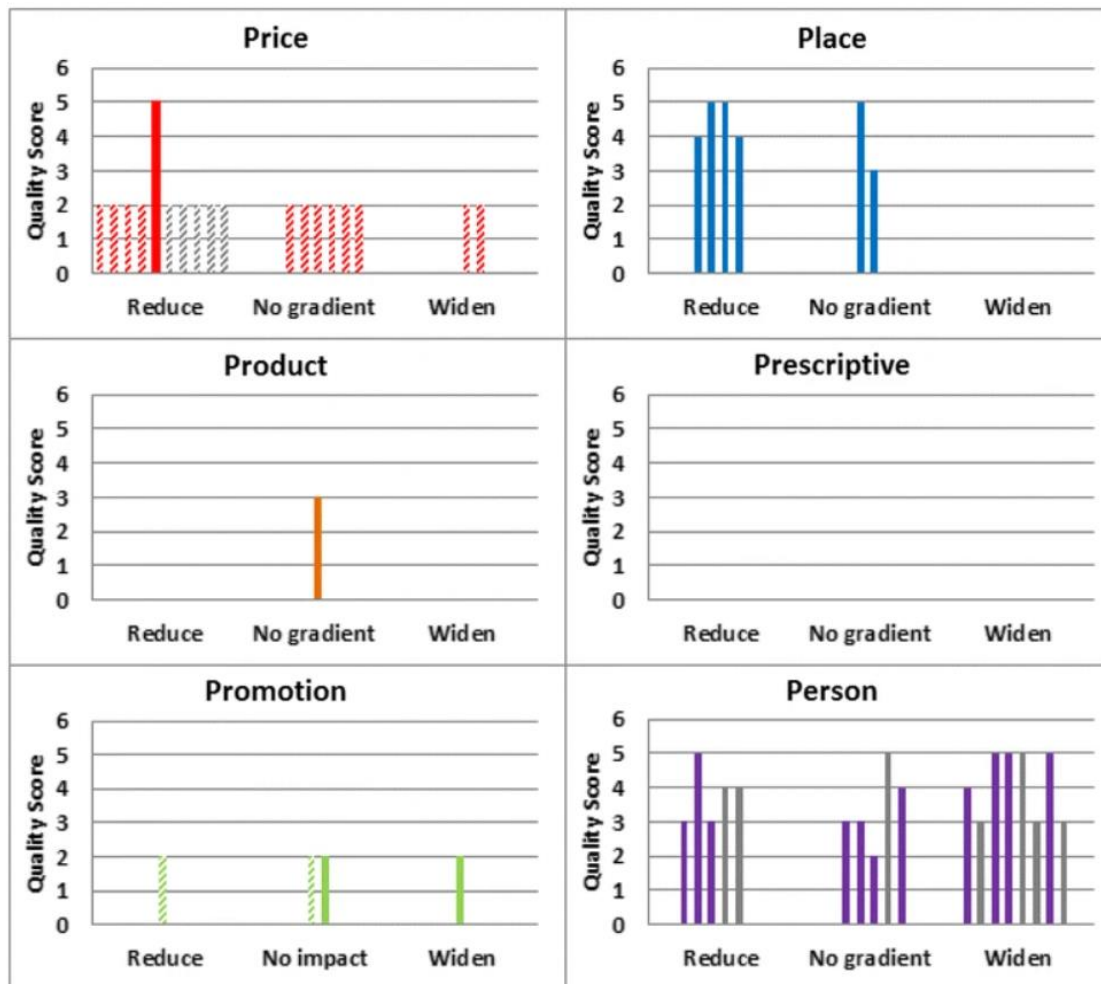 Price
Quality Score
6
5
4
3
2
1
0
Reduce No gradient Widen
Place
Quality Score
6
5
4
3
2
1
0
Reduce No gradient Widen
Product
Quality Score
6
5
4
3
2
1
0
Reduce No gradient Widen
Prescriptive
Quality Score
6
5
4
3
2
1
0
Reduce No gradient Widen
Promotion
Quality Score
6
5
4
3
2
1
0
Reduce No impact Widen
Person
Quality Score
6
5
4
3
2
1
0
Reduce No gradient Widen